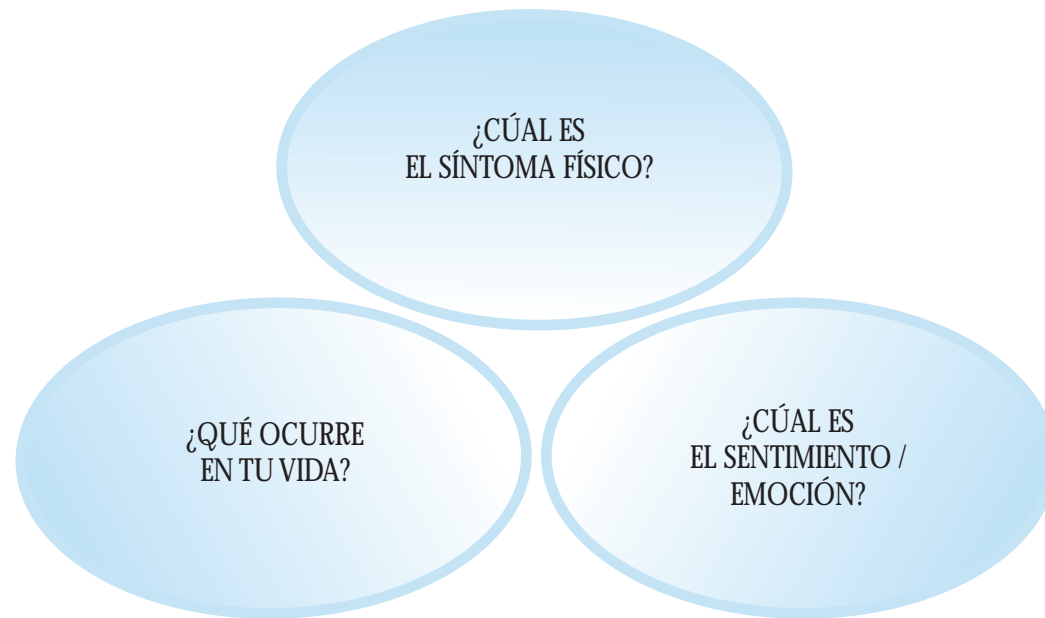 ¿CÚAL ES
EL SÍNTOMA FÍSICO?
¿QUÉ OCURRE
EN TU VIDA?
¿CÚAL ES
EL SENTIMIENTO /
EMOCIÓN?